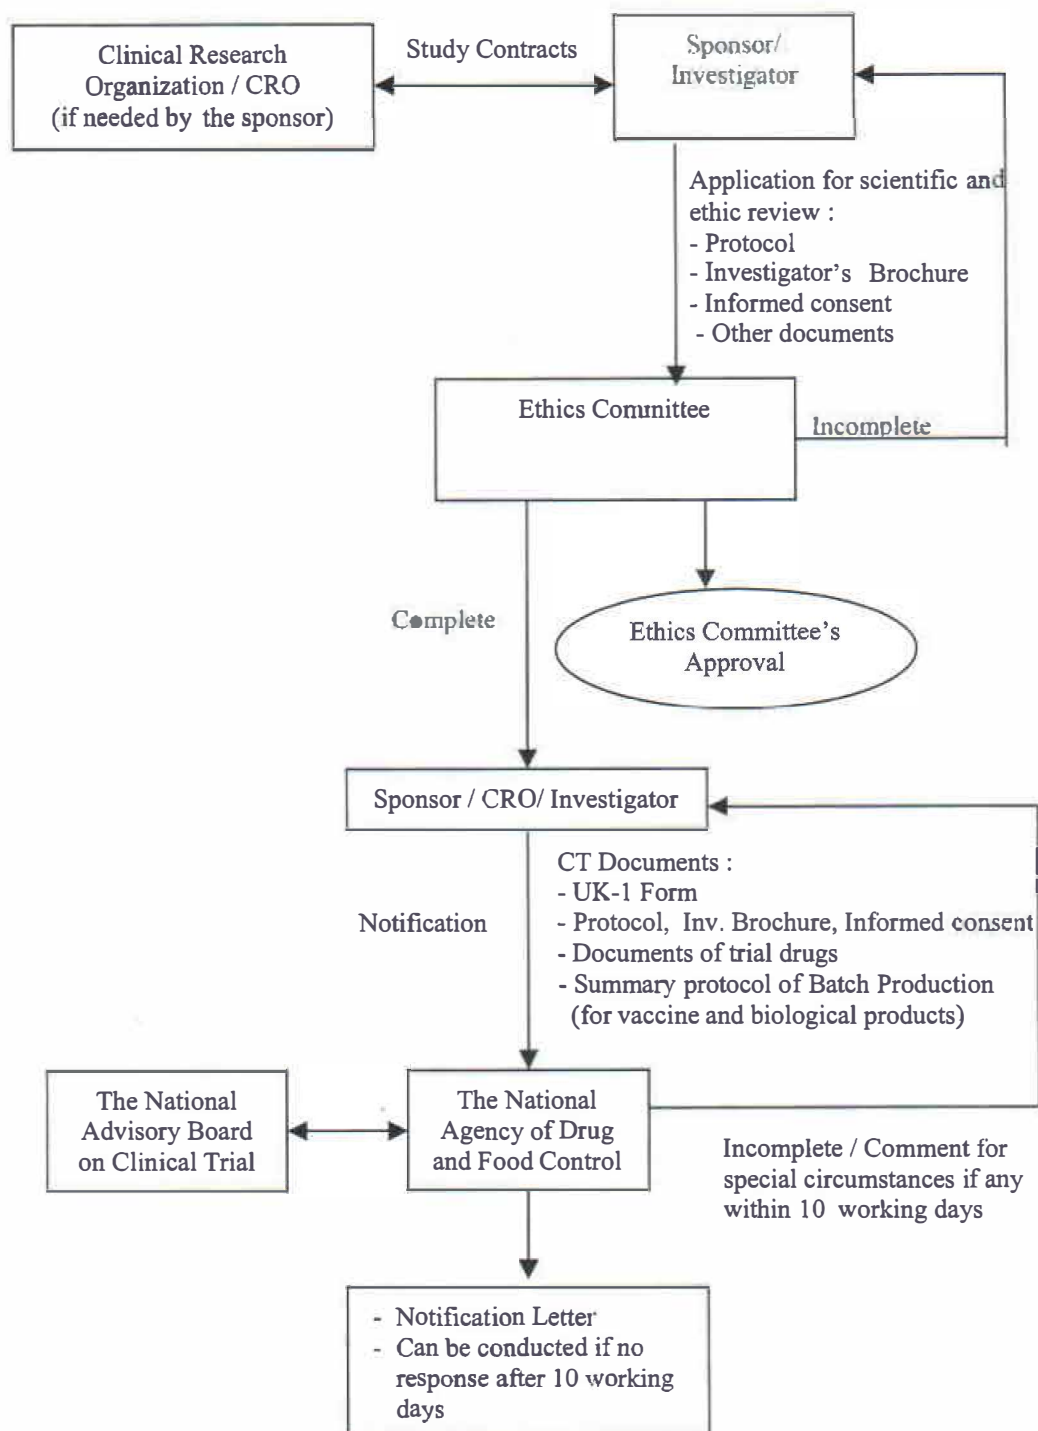 Clinical Research
Organization / CRO
(if needed by the sponsor)
Study Contracts
Sponsor/
Investigator
Application for scientific and
ethic review :
- Protocol
- Investigator's Brochure
- Informed consent
- Other documents
Ethics Committee
Incomplete
Complete
Ethics Committee's
Approval
Sponsor / CRO/ Investigator
Notification
CT Documents :
- UK-1 Form
- Protocol, Inv. Brochure, Informed consent
- Documents of trial drugs
- Summary protocol of Batch Production
(for vaccine and biological products)
The National
Advisory Board
on Clinical Trial
The National
Agency of Drug
and Food Control
Incomplete / Comment for
special circumstances if any
within 10 working days
- Notification Letter
- Can be conducted if no
response after 10 working
days